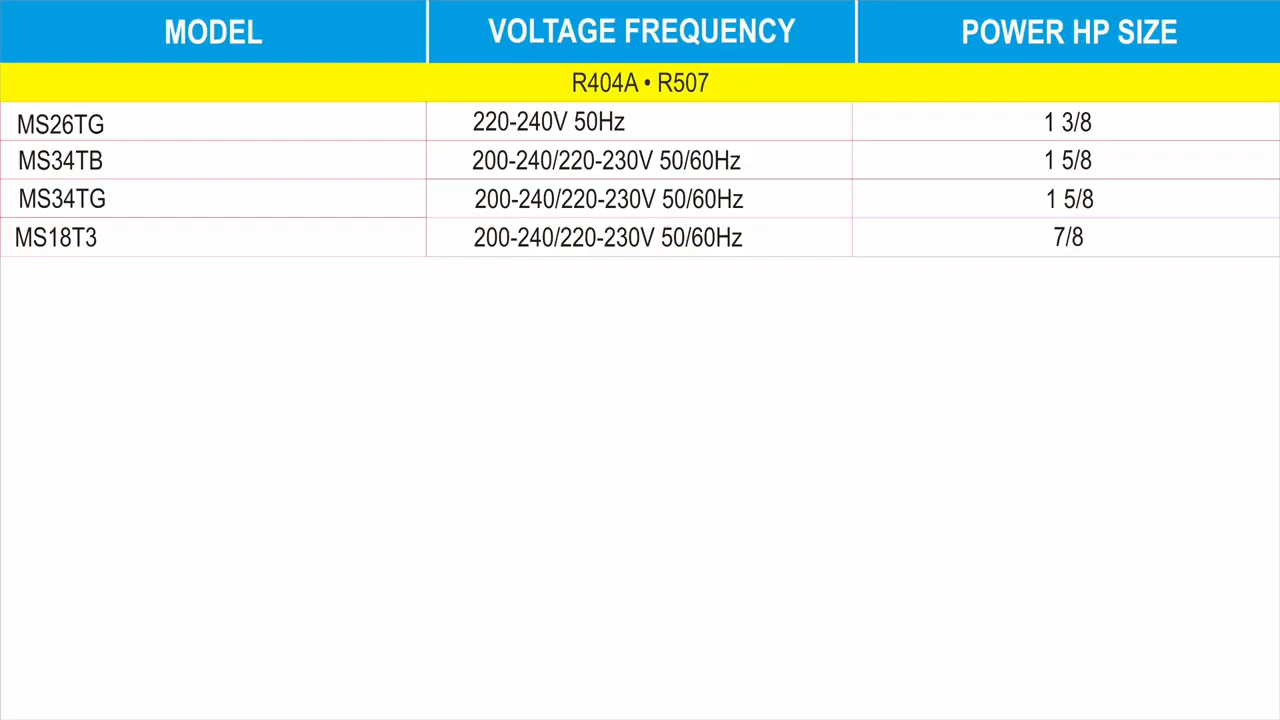 MODEL VOLTAGE FREQUENCY POWER HP SIZE
R404A • R507
MS26TG 220-240V 50Hz 1 3/8
MS34TB 200-240/220-230V 50/60Hz 1 5/8
MS34TG 200-240/220-230V 50/60Hz 1 5/8
MS18T3 200-240/220-230V 50/60Hz 7/8